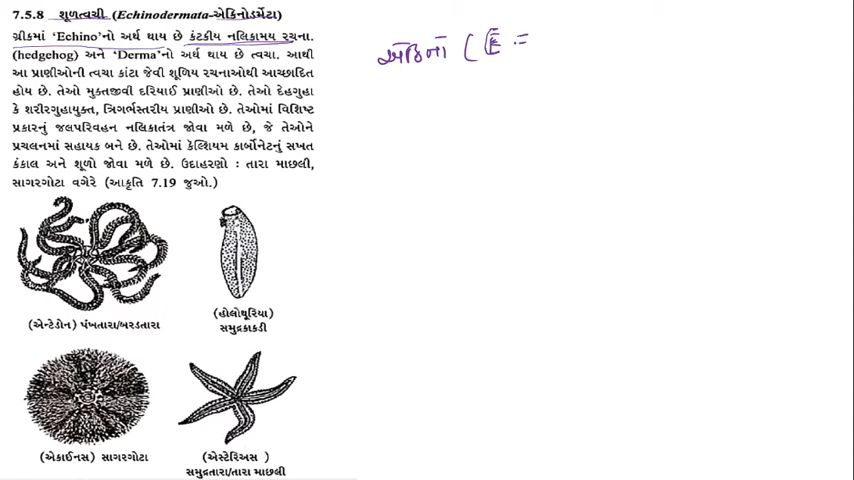 7.5.8 શૂળત્વચી (Echinodermata-એકિનોડર્મેટા)
ગ્રીકમાં 'Echino'નો અર્થ થાય છે કંટકીય નલિકામય રચના.
(hedgehog) અને 'Derma'નો અર્થ થાય છે ત્વચા. આથી
આ પ્રાણીઓની ત્વચા કાંટા જેવી શૂળિય રચનાઓથી આચ્છાદિત
હોય છે. તેઓ મુક્તજીવી દરિયાઈ પ્રાણીઓ છે. તેઓ દેહગુહા
કે શરીરગુહાયુક્ત, ત્રિગર્ભસ્તરીય પ્રાણીઓ છે. તેઓમાં વિશિષ્ટ
પ્રકારનું જલપરિવહન નલિકાતંત્ર જોવા મળે છે, જે તેઓને
પ્રચલનમાં સહાયક બને છે. તેઓમાં કેલ્શિયમ કાર્બોનેટનું સખત
કંકાલ અને શૂળો જોવા મળે છે. ઉદાહરણો : તારા માછલી,
સાગરગોટા વગેરે (આકૃતિ 7.19 જુઓ.)
(એન્ટેડોન) પંખતારા/બરડતારા
(હોલોથૂરિયા)
સમુદ્રકાકડી
(એકાઈનસ) સાગરગોટા
(એસ્ટેરિઅસ )
સમુદ્રતારા/તારા માછલી